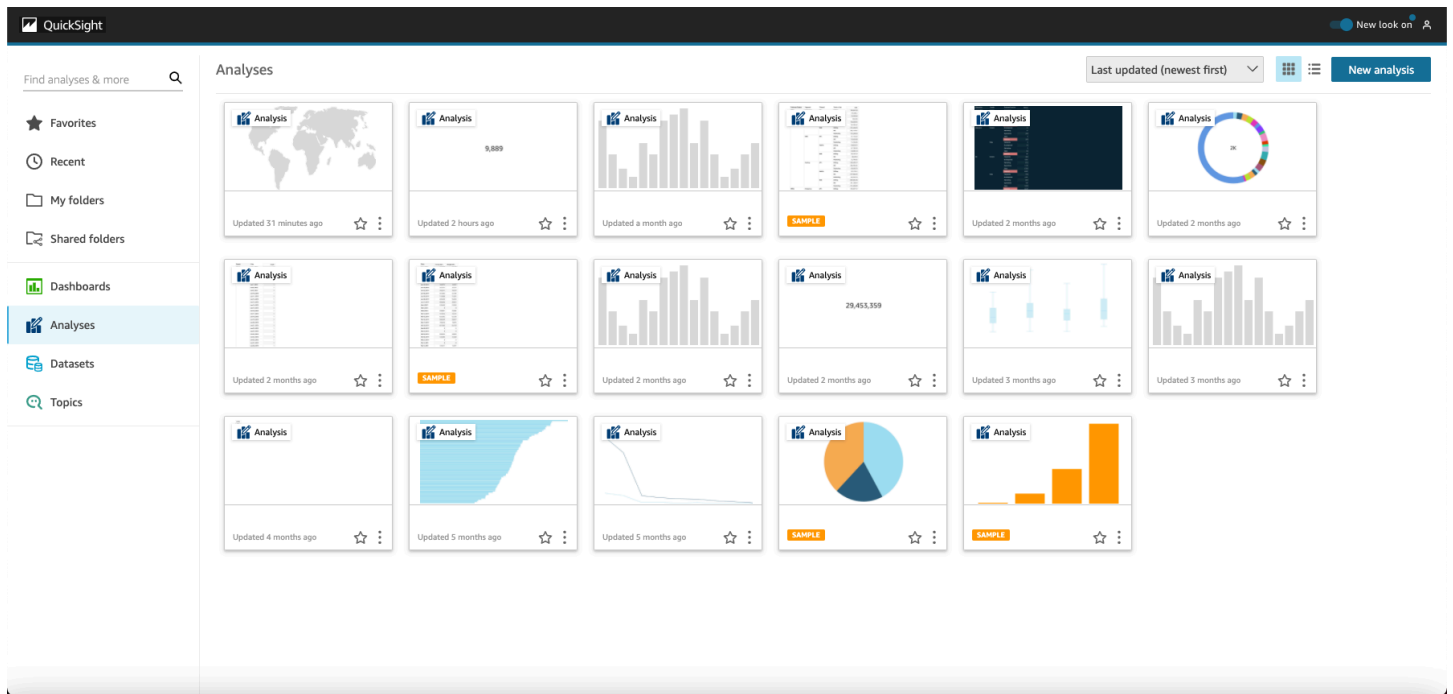 QuickSight
New look on
Find analyses & more
Favorites
Recent
My folders
Shared folders
Dashboards
Analyses
Datasets
Topics
Analyses
Last updated (newest first)
New analysis
Analysis
Updated 31 minutes ago
Analysis
9,889
Updated 2 hours ago
Analysis
Updated a month ago
Analysis
SAMPLE
Analysis
Updated 2 months ago
Analysis
2K
Updated 2 months ago
Analysis
Updated 2 months ago
Analysis
SAMPLE
Analysis
Updated 2 months ago
Analysis
29,453,359
Updated 2 months ago
Analysis
Updated 3 months ago
Analysis
Updated 3 months ago
Analysis
Updated 4 months ago
Analysis
Updated 5 months ago
Analysis
Updated 5 months ago
Analysis
SAMPLE
Analysis
SAMPLE